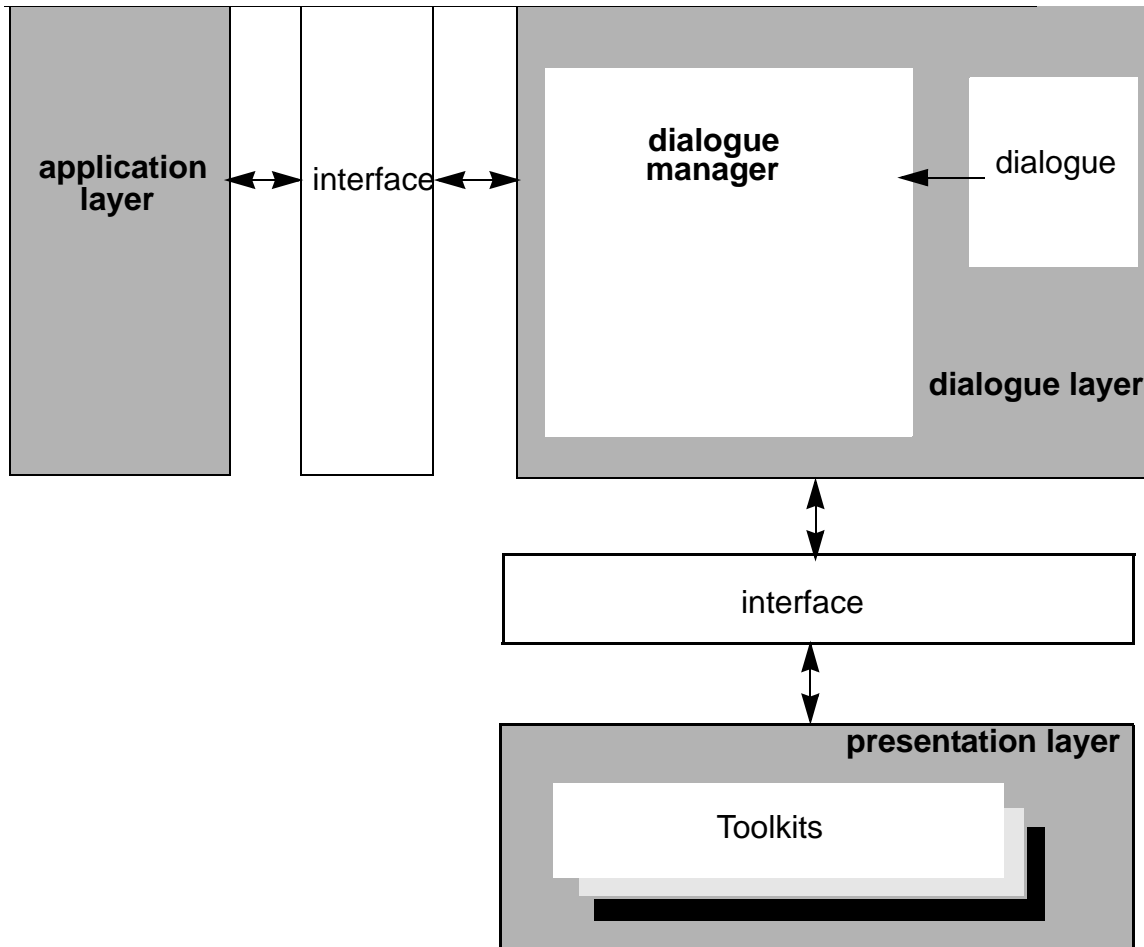 application
layer
interface
dialogue
manager
dialogue
dialogue layer
interface
presentation layer
Toolkits